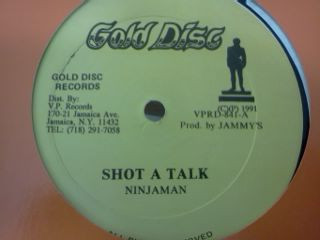 Gold Disc
GOLD DISC
RECORDS
Dist. By:
V.P. Records
170-21 Jamaica Ave.
Jamaica, N.Y. 11432
TEL: (718) 291-7058
(C)(P) 1991
VPRD-841-A
Prod. by JAMMY'S
SHOT A TALK
NINJAMAN